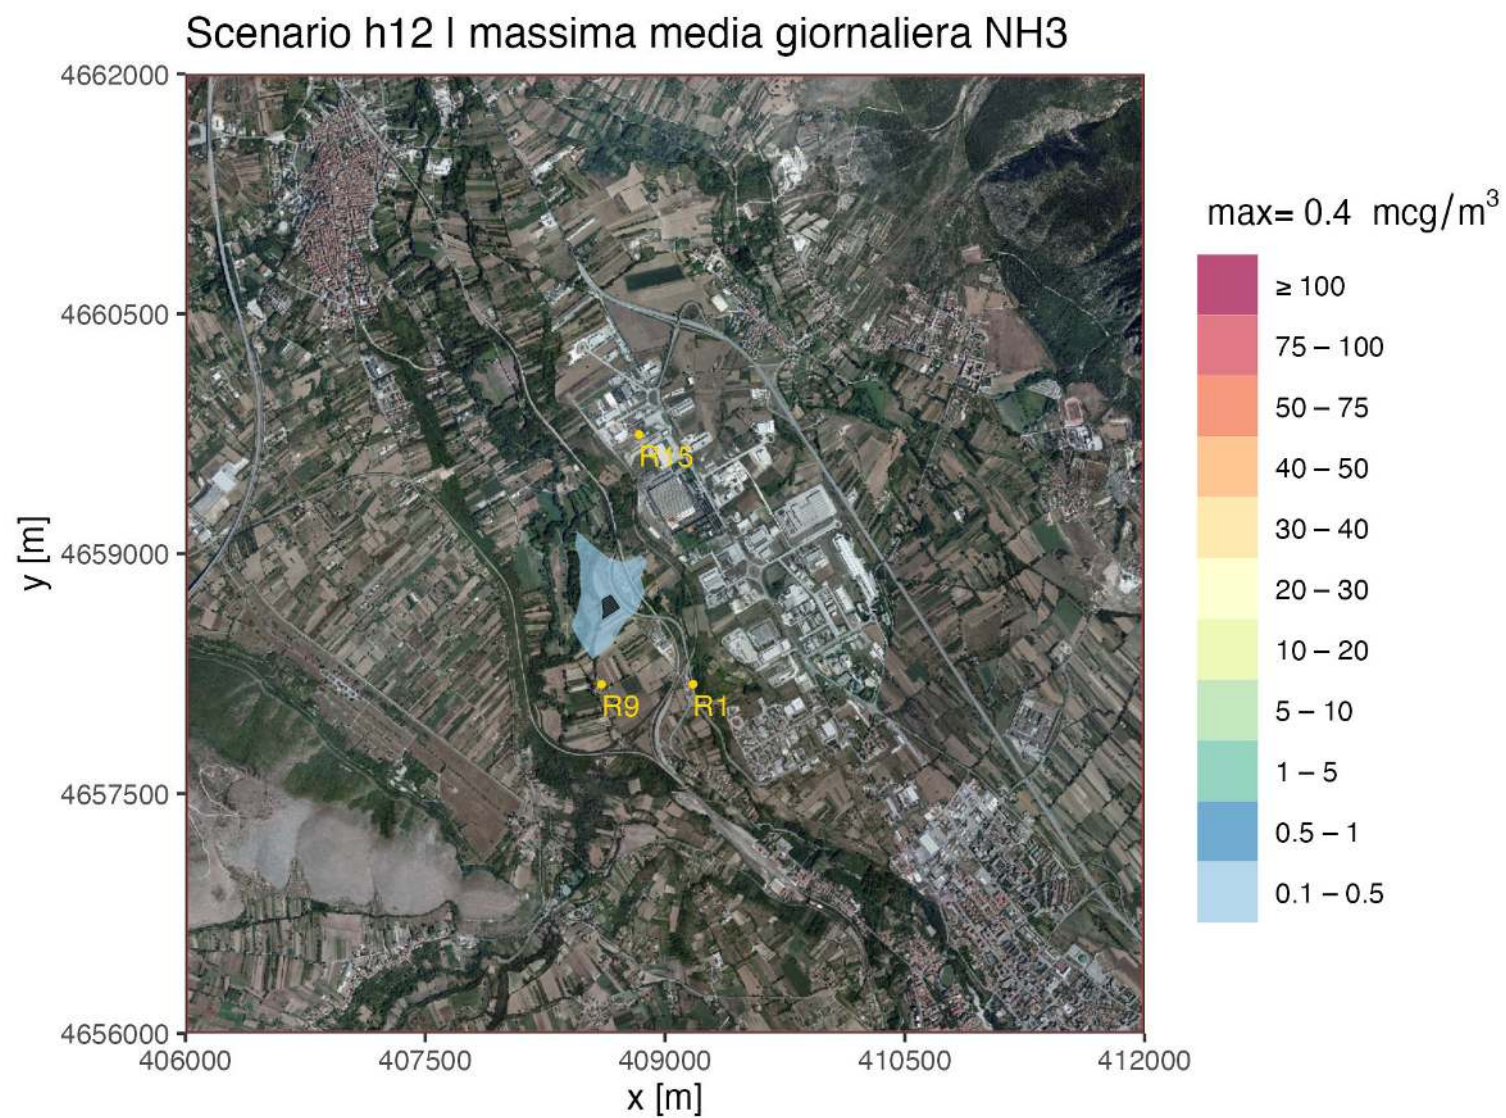 Scenario h12 | massima media giornaliera NH3
4662000
4660500
4659000
4657500
4656000
y [m]
406000
407500
409000
410500
412000
x [m]
R15
R9
R1
max= 0.4 mcg/m³
≥ 100
75 – 100
50 – 75
40 – 50
30 – 40
20 – 30
10 – 20
5 – 10
1 – 5
0.5 – 1
0.1 – 0.5